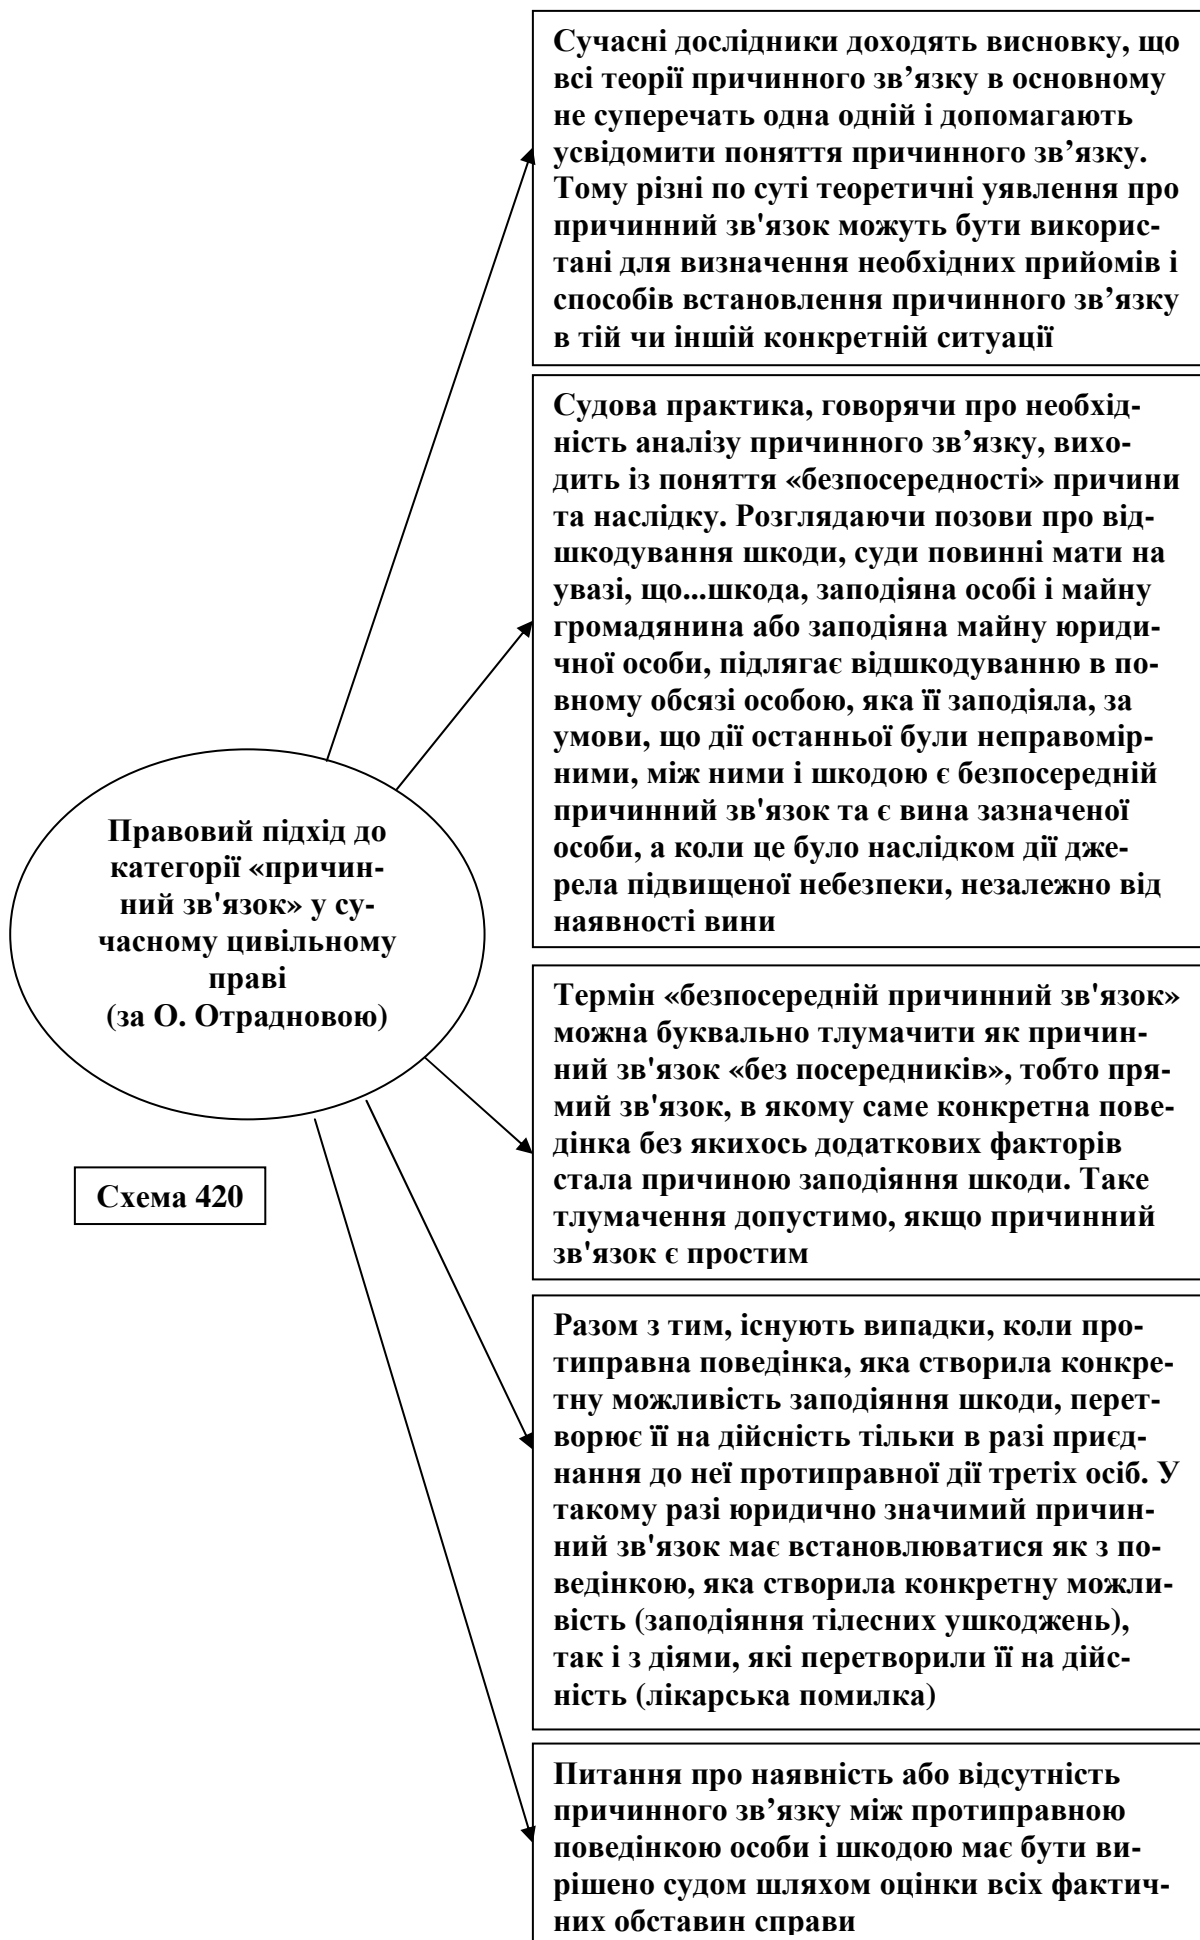 Сучасні дослідники доходять висновку, що
всі теорії причинного зв’язку в основному
не суперечать одна одній і допомагають
усвідомити поняття причинного зв’язку.
Тому різні по суті теоретичні уявлення про
причинний зв'язок можуть бути викорис-
тані для визначення необхідних прийомів і
способів встановлення причинного зв’язку
в тій чи іншій конкретній ситуації
Судова практика, говорячи про необхід-
ність аналізу причинного зв’язку, вихо-
дить із поняття «безпосередності» причини
та наслідку. Розглядаючи позови про від-
шкодування шкоди, суди повинні мати на
увазі, що...шкода, заподіяна особі і майну
громадянина або заподіяна майну юриди-
чної особи, підлягає відшкодуванню в по-
вному обсязі особою, яка її заподіяла, за
умови, що дії останньої були неправомір-
ними, між ними і шкодою є безпосередній
причинний зв'язок та є вина зазначеної
особи, а коли це було наслідком дії дже-
рела підвищеної небезпеки, незалежно від
наявності вини
Правовий підхід до
категорії «причин-
ний зв'язок» у су-
часному цивільному
праві
(за О. Отрадновою)
Термін «безпосередній причинний зв'язок»
можна буквально тлумачити як причин-
ний зв'язок «без посередників», тобто пря-
мий зв'язок, в якому саме конкретна пове-
дінка без якихось додаткових факторів
стала причиною заподіяння шкоди. Таке
тлумачення допустимо, якщо причинний
зв'язок є простим
Схема 420
Разом з тим, існують випадки, коли про-
типравна поведінка, яка створила конкре-
тну можливість заподіяння шкоди, перет-
ворює її на дійсність тільки в разі приєд-
нання до неї протиправної дії третіх осіб. У
такому разі юридично значимий причин-
ний зв'язок має встановлюватися як з по-
ведінкою, яка створила конкретну можли-
вість (заподіяння тілесних ушкоджень),
так і з діями, які перетворили її на дійс-
ність (лікарська помилка)
Питання про наявність або відсутність
причинного зв’язку між протиправною
поведінкою особи і шкодою має бути ви-
рішено судом шляхом оцінки всіх фактич-
них обставин справи